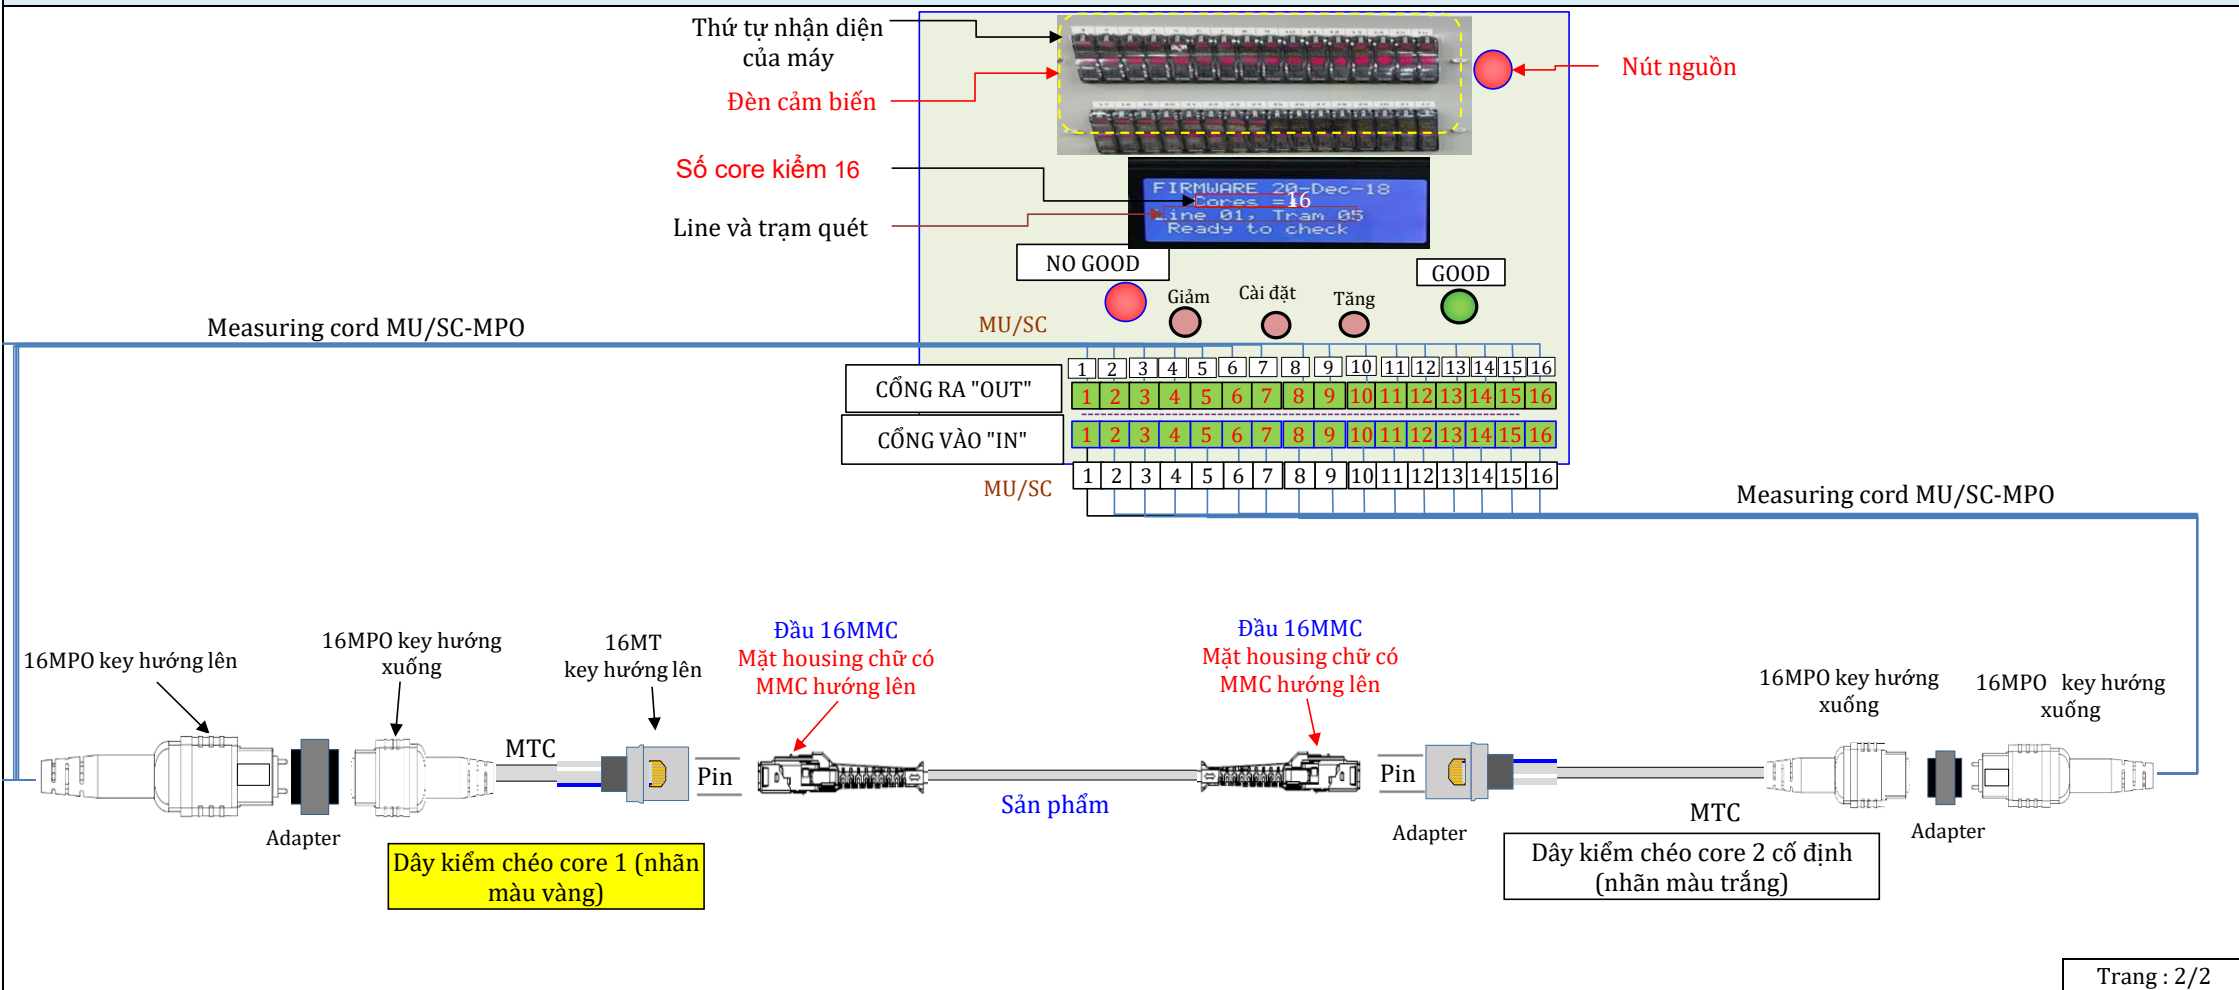 Thứ tự nhận diện
của máy
Đèn cảm biến
Nút nguồn
Số core kiểm 16
Line và trạm quét
FIRMWARE 20-Dec-18
Cores =16
Line 01, Tram 05
Ready to check
NO GOOD
GOOD
Giảm
Cài đặt
Tăng
MU/SC
Measuring cord MU/SC-MPO
1 2 3 4 5 6 7 8 9 10 11 12 13 14 15 16
CỔNG RA "OUT"
1 2 3 4 5 6 7 8 9 10 11 12 13 14 15 16
CỔNG VÀO "IN"
1 2 3 4 5 6 7 8 9 10 11 12 13 14 15 16
MU/SC
1 2 3 4 5 6 7 8 9 10 11 12 13 14 15 16
Measuring cord MU/SC-MPO
16MPO key hướng lên
16MPO key hướng
xuống
16MT
key hướng lên
Đầu 16MMC
Mặt housing chữ có
MMC hướng lên
Đầu 16MMC
Mặt housing chữ có
MMC hướng lên
16MPO key hướng
xuống
16MPO key hướng
xuống
MTC
Pin
Sản phẩm
Pin
MTC
Adapter
Adapter
Adapter
Dây kiểm chéo core 1 (nhãn
màu vàng)
Dây kiểm chéo core 2 cố định
(nhãn màu trắng)
Trang : 2/2